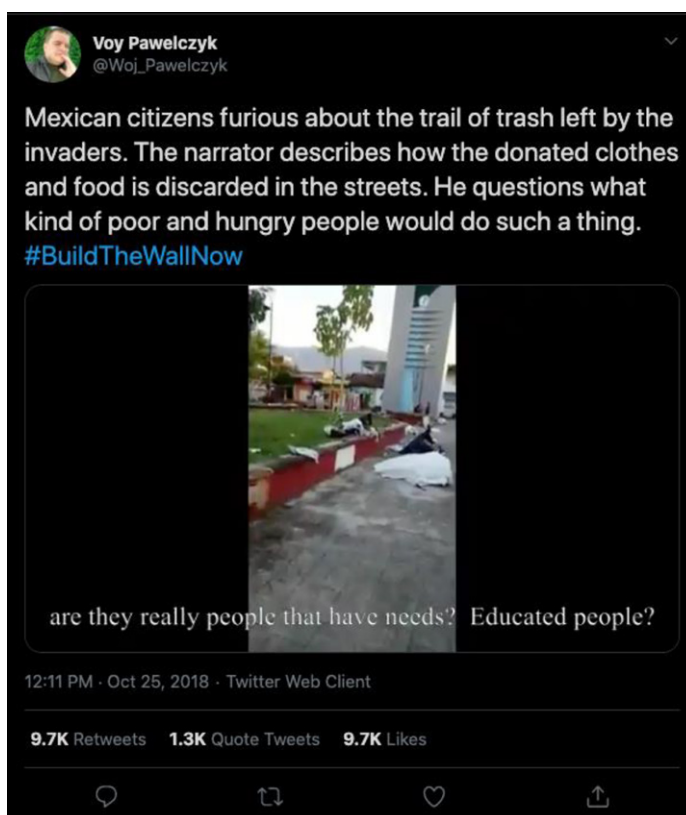 Voy Pawelczyk
@Woj_Pawelczyk
Mexican citizens furious about the trail of trash left by the
invaders. The narrator describes how the donated clothes
and food is discarded in the streets. He questions what
kind of poor and hungry people would do such a thing.
#BuildTheWallNow
are they really people that have needs? Educated people?
12:11 PM · Oct 25, 2018 · Twitter Web Client
9.7K Retweets 1.3K Quote Tweets 9.7K Likes